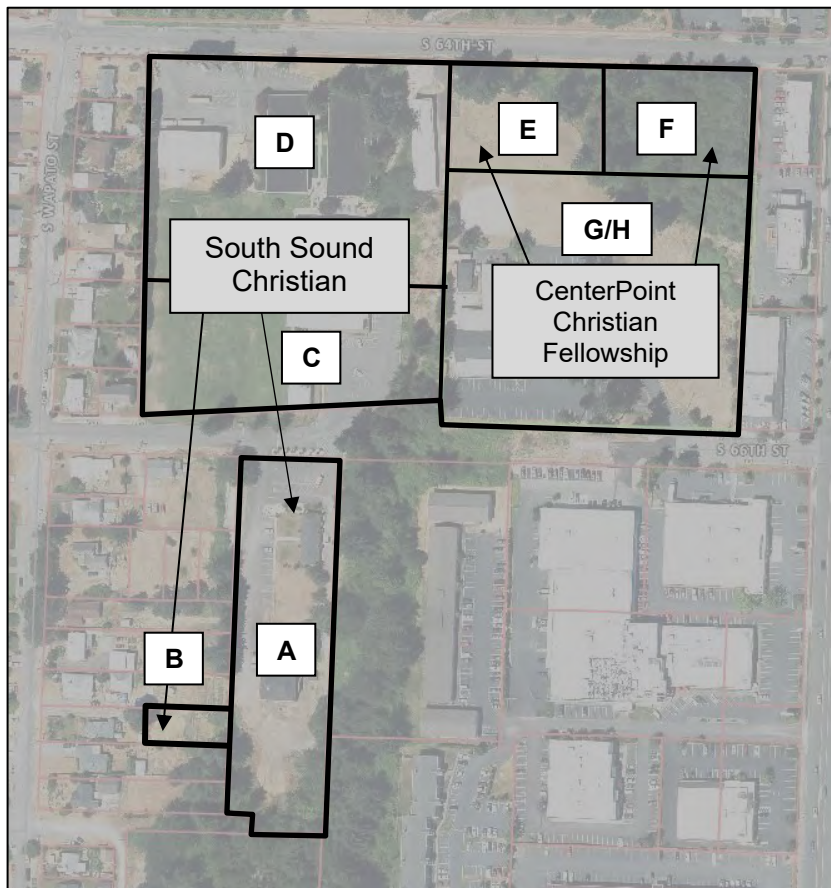 S 64TH ST
S WAPATO ST
D
E
F
G/H
South Sound
Christian
CenterPoint
Christian
Fellowship
C
S 66TH ST
B
A